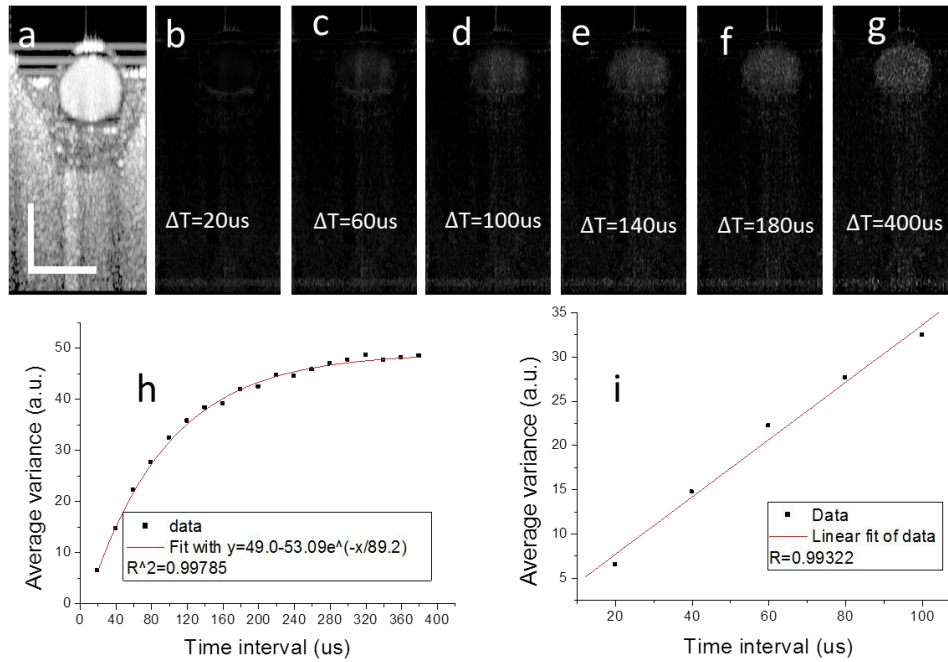 a
b
c
d
e
f
g
ΔT=20us
ΔT=60us
ΔT=100us
ΔT=140us
ΔT=180us
ΔT=400us
h
Average variance (a.u.)
50
40
30
20
10
0
data
Fit with y=49.0-53.09e^(-x/89.2)
R^2=0.99785
0 40 80 120 160 200 240 280 320 360 400
Time interval (us)
i
Average variance (a.u.)
35
30
25
20
15
10
5
Data
Linear fit of data
R=0.99322
20 40 60 80 100
Time interval (us)